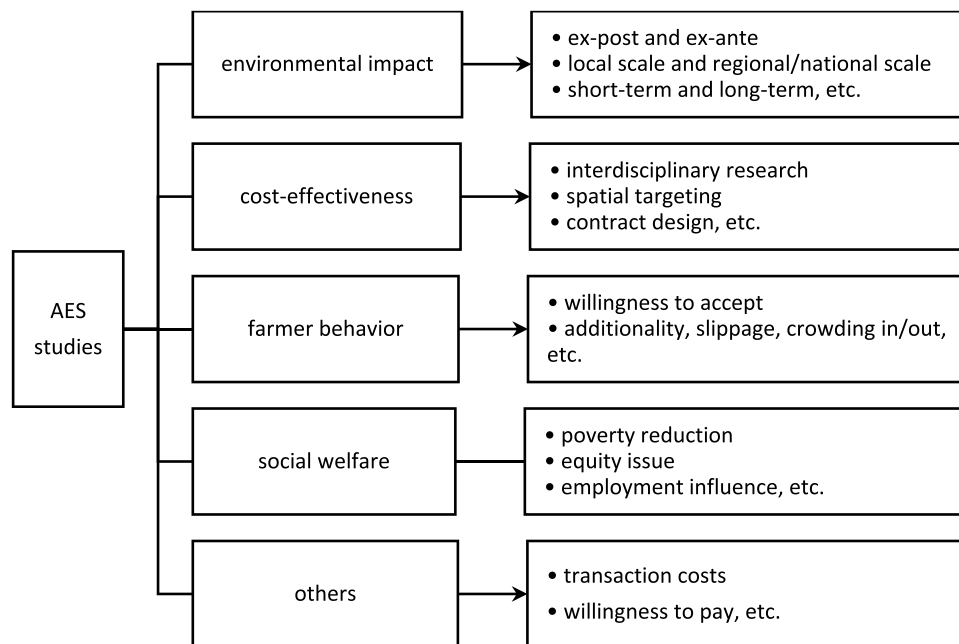 environmental impact
• ex-post and ex-ante
• local scale and regional/national scale
• short-term and long-term, etc.
cost-effectiveness
• interdisciplinary research
• spatial targeting
• contract design, etc.
AES
studies
farmer behavior
• willingness to accept
• additionality, slippage, crowding in/out,
etc.
social welfare
• poverty reduction
• equity issue
• employment influence, etc.
others
• transaction costs
• willingness to pay, etc.